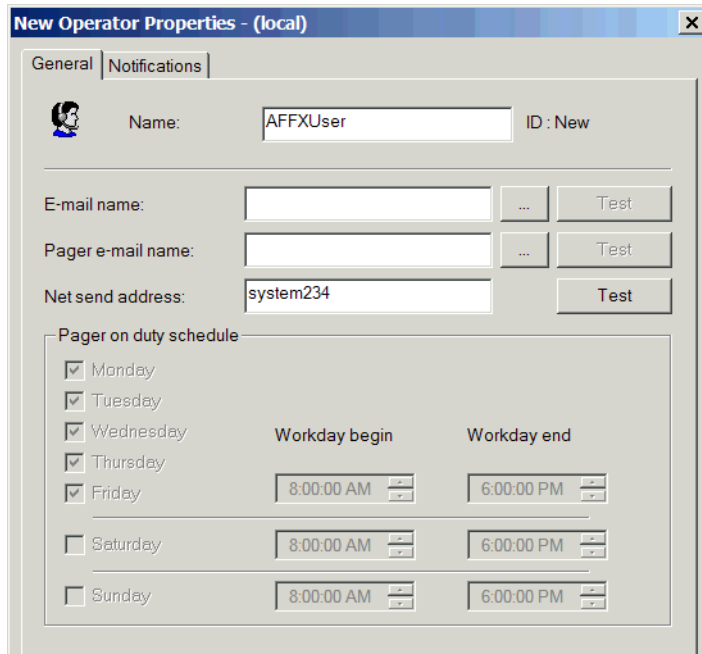 New Operator Properties - (local)
General Notifications
Name: AFFXUser ID : New
E-mail name: ... Test
Pager e-mail name: ... Test
Net send address: system234 Test
Pager on duty schedule
Monday
Tuesday
Wednesday Workday begin Workday end
Thursday
Friday 8:00:00 AM 6:00:00 PM
Saturday 8:00:00 AM 6:00:00 PM
Sunday 8:00:00 AM 6:00:00 PM